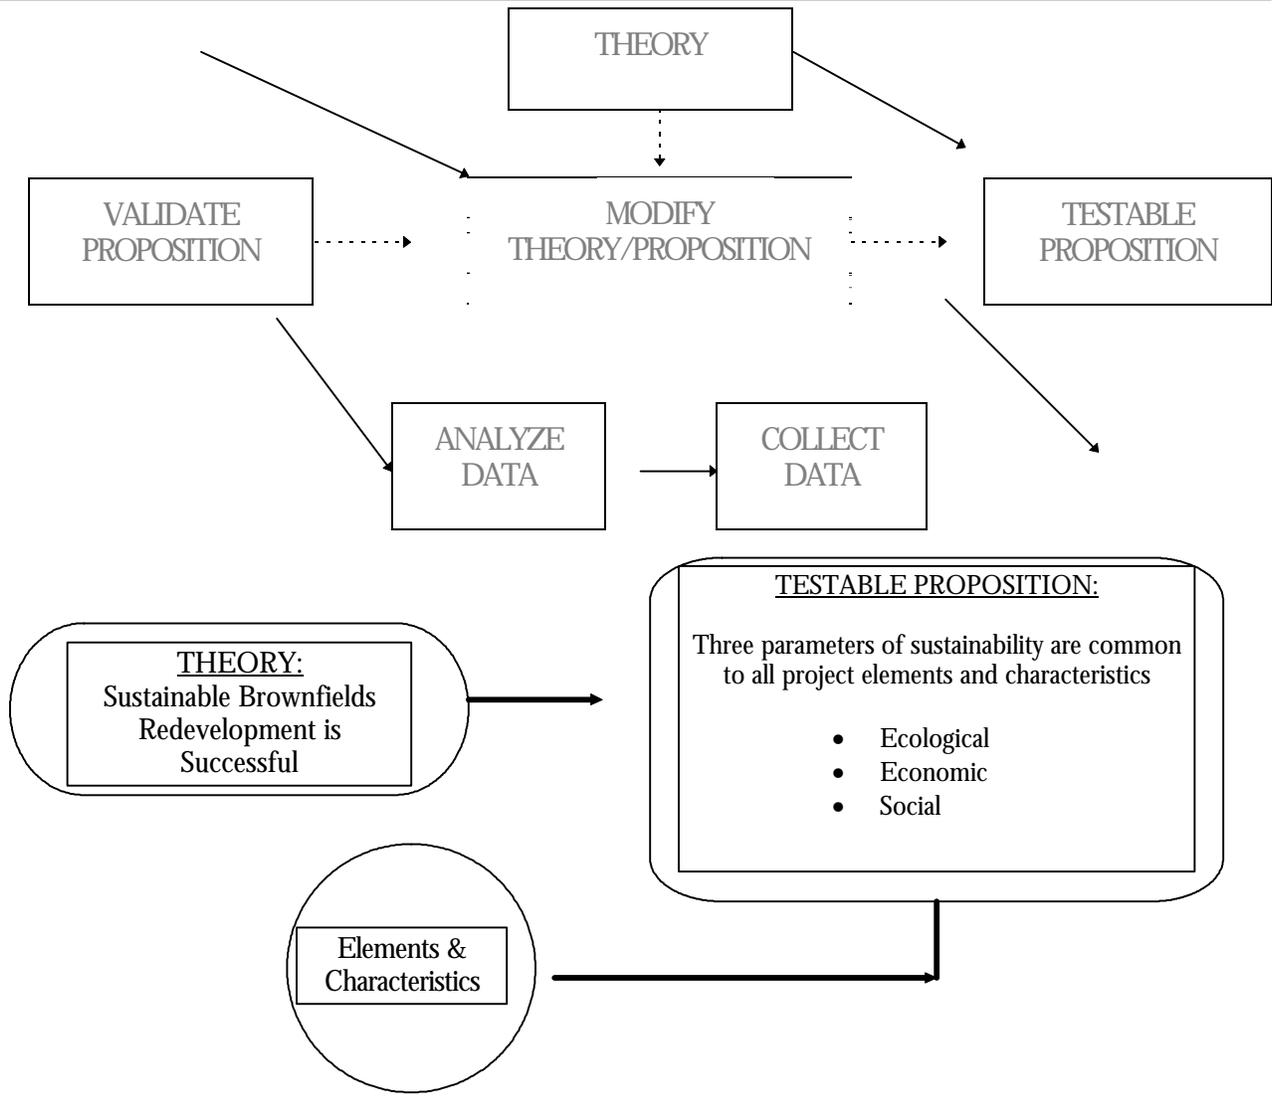 THEORY
VALIDATE
PROPOSITION
MODIFY
THEORY/PROPOSITION
TESTABLE
PROPOSITION
ANALYZE
DATA
COLLECT
DATA
THEORY:
Sustainable Brownfields
Redevelopment is
Successful
TESTABLE PROPOSITION:
Three parameters of sustainability are common
to all project elements and characteristics
• Ecological
• Economic
• Social
Elements &
Characteristics